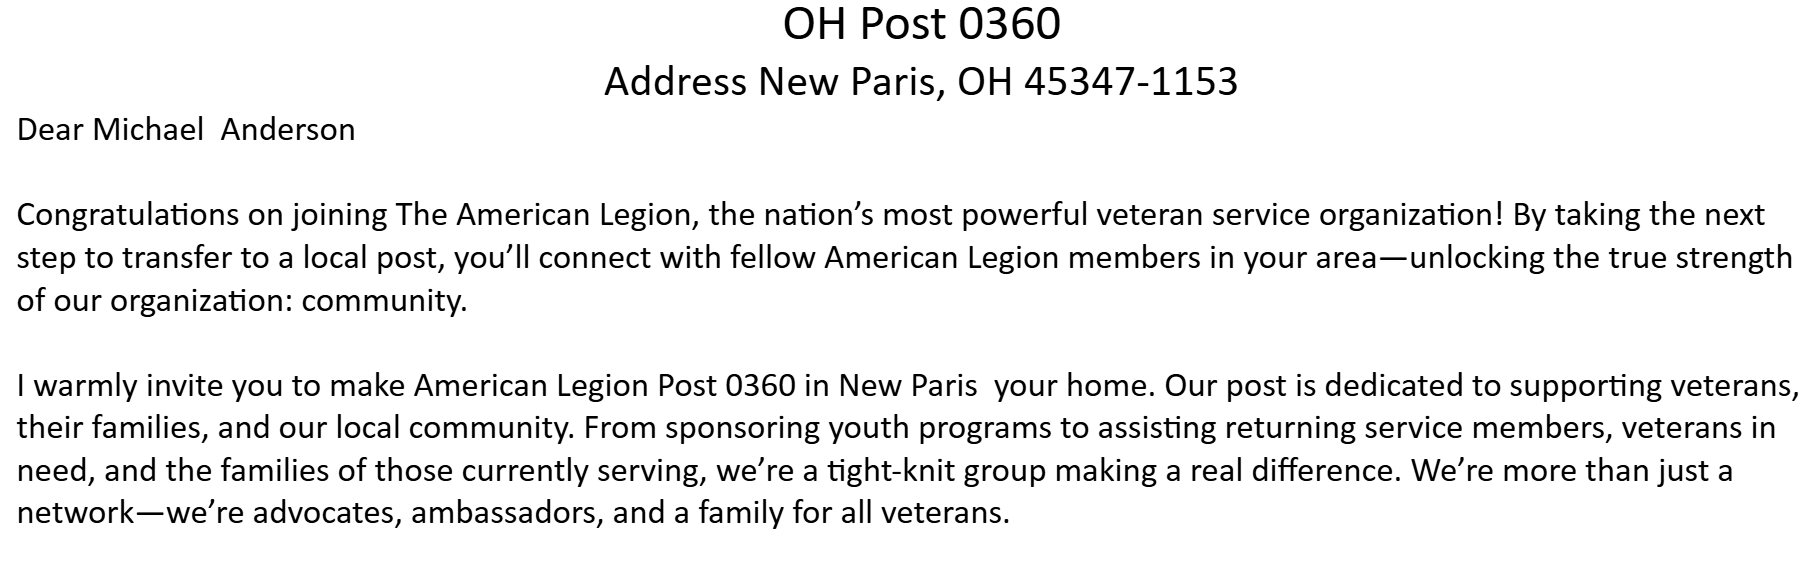 OH Post 0360
Address New Paris, OH 45347-1153
Dear Michael  Anderson
Congratulations on joining The American Legion, the nation’s most powerful veteran service organization! By taking the next
step to transfer to a local post, you’ll connect with fellow American Legion members in your area—unlocking the true strength
of our organization: community.
I warmly invite you to make American Legion Post 0360 in New Paris  your home. Our post is dedicated to supporting veterans,
their families, and our local community. From sponsoring youth programs to assisting returning service members, veterans in
need, and the families of those currently serving, we’re a tight-knit group making a real difference. We’re more than just a
network—we’re advocates, ambassadors, and a family for all veterans.